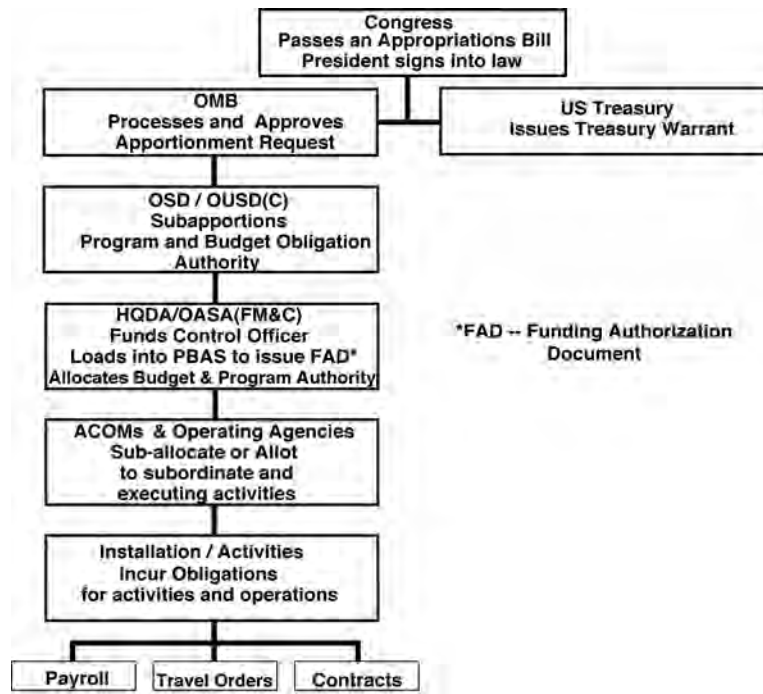 Congress
Passes an Appropriations Bill
President signs into law
OMB
Processes and Approves
Apportionment Request
US Treasury
Issues Treasury Warrant
OSD / OUSD(C)
Subapportions
Program and Budget Obligation
Authority
HQDA/OASA(FM&C)
Funds Control Officer
Loads into PBAS to issue FAD*
Allocates Budget & Program Authority
*FAD -- Funding Authorization
Document
ACOMs & Operating Agencies
Sub-allocate or Allot
to subordinate and
executing activities
Installation / Activities
Incur Obligations
for activities and operations
Payroll
Travel Orders
Contracts